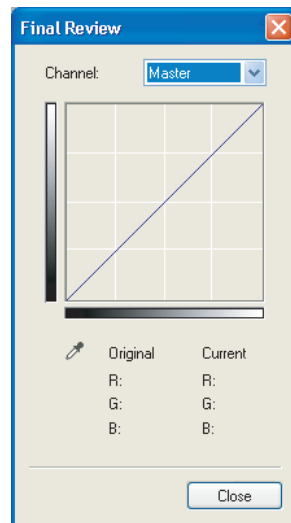 Final Review
Channel: Master
Original Current
R: R:
G: G:
B: B:
Close